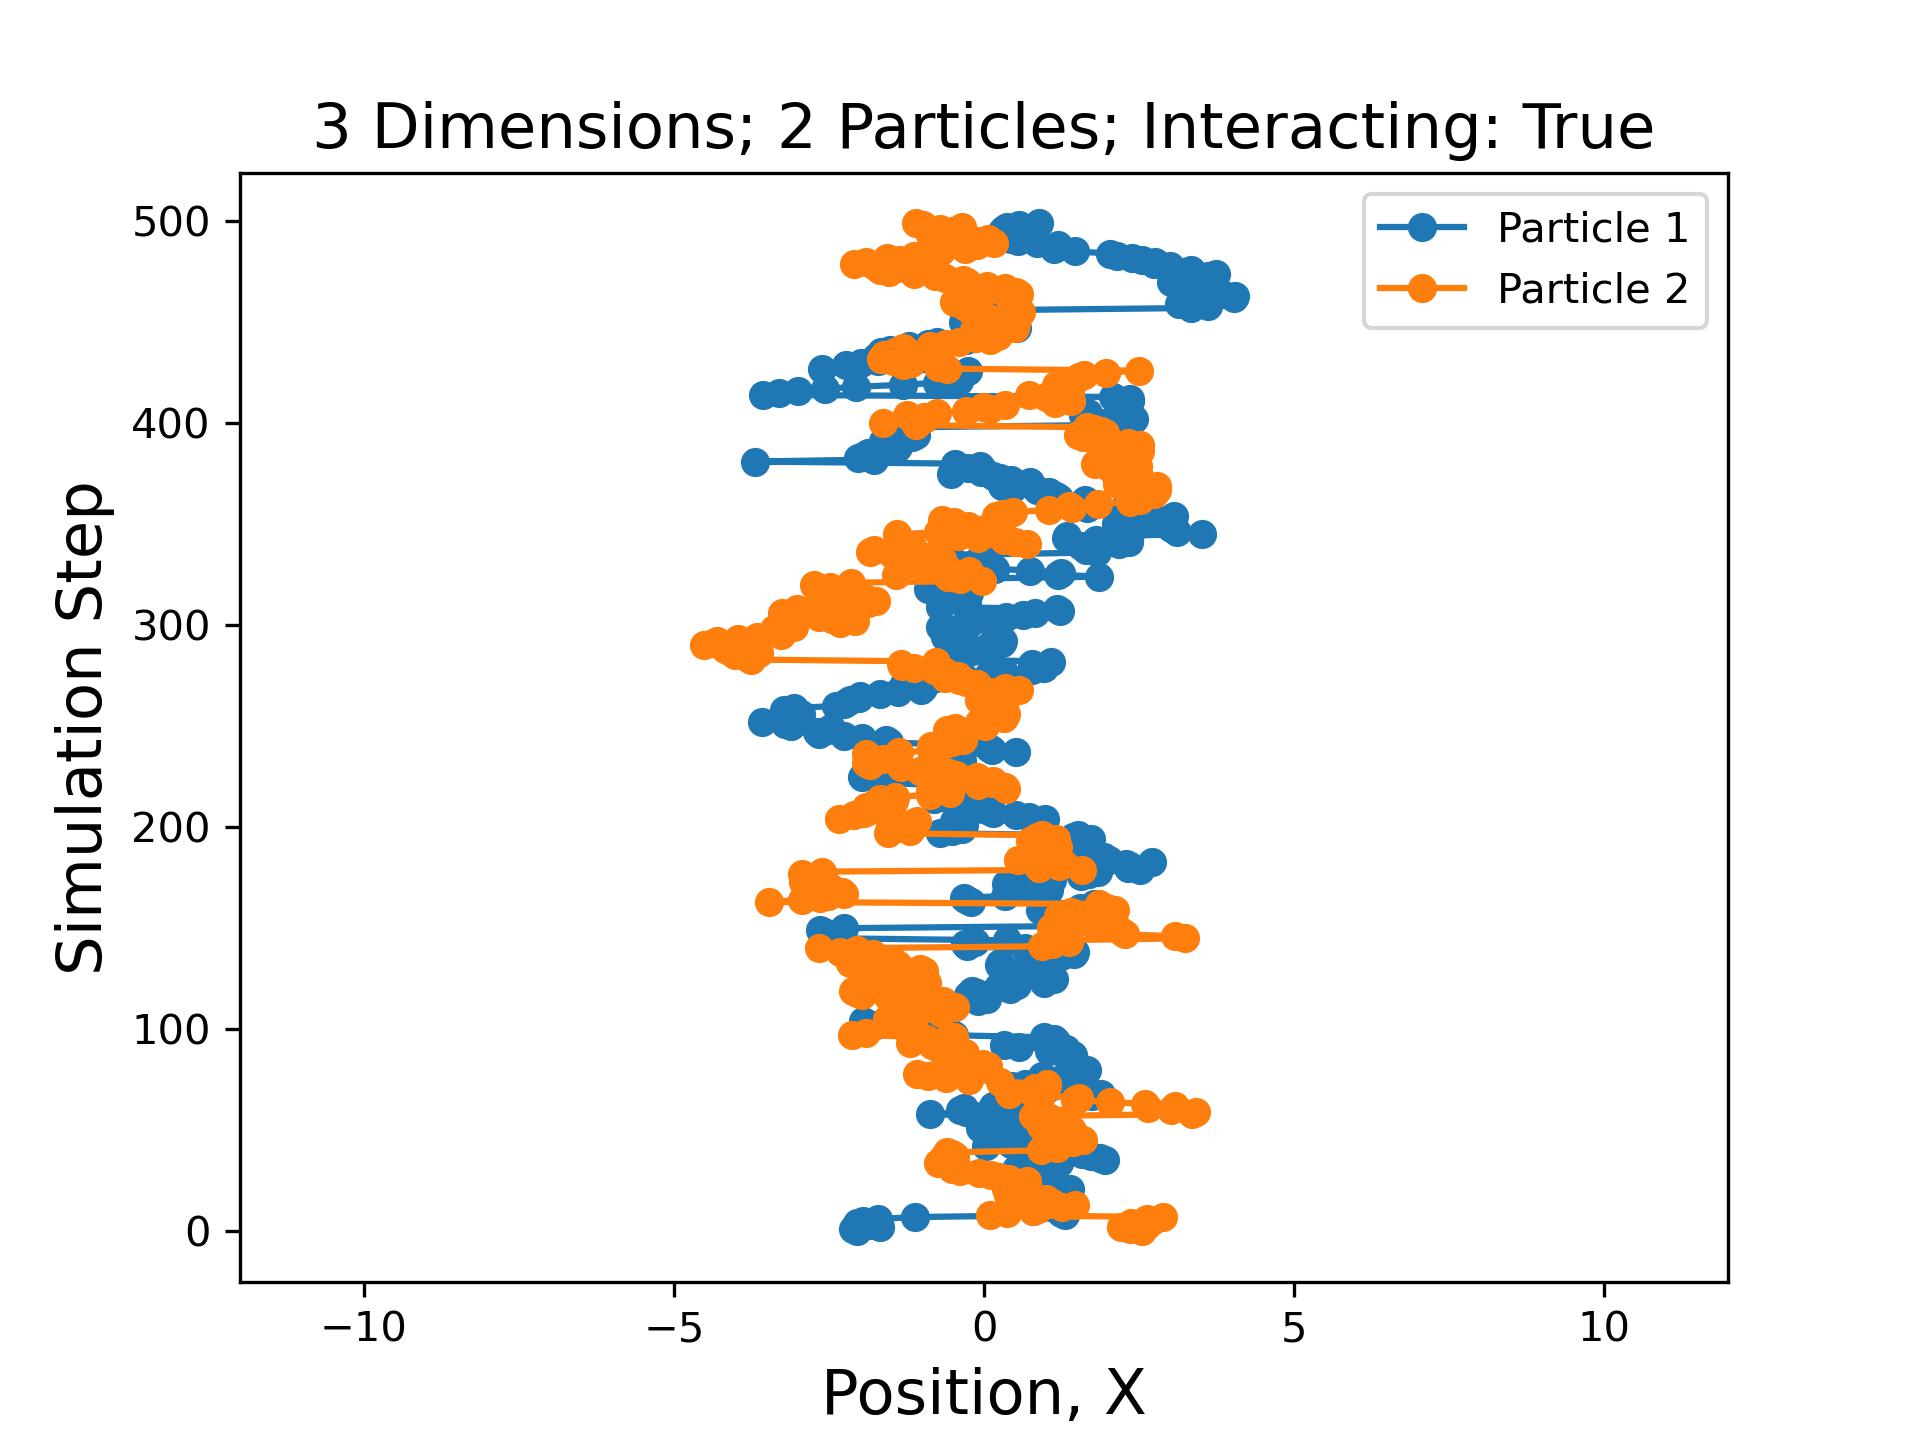 3 Dimensions; 2 Particles; Interacting: True
Particle 1
Particle 2
Simulation Step
500
400
300
200
100
0
−10
−5
0
5
10
Position, X